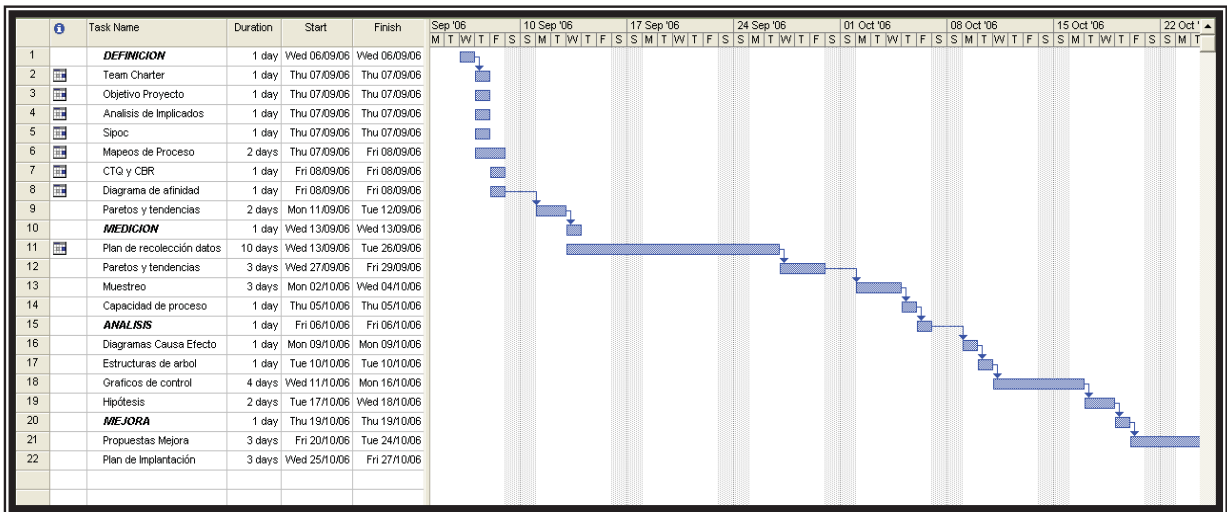 Task Name Duration Start Finish Sep '06 10 Sep '06 17 Sep '06 24 Sep '06 01 Oct '06 08 Oct '06 15 Oct '06 22 Oct '
M T W T F S S M T W T F S S M T W T F S S M T W T F S S M T W T F S S M T W T F S S M T W T F S S M T
1 DEFINICION 1 day Wed 06/09/06 Wed 06/09/06
2 Team Charter 1 day Thu 07/09/06 Thu 07/09/06
3 Objetivo Proyecto 1 day Thu 07/09/06 Thu 07/09/06
4 Analisis de Implicados 1 day Thu 07/09/06 Thu 07/09/06
5 Sipoc 1 day Thu 07/09/06 Thu 07/09/06
6 Mapeos de Proceso 2 days Thu 07/09/06 Fri 08/09/06
7 CTQ y CBR 1 day Fri 08/09/06 Fri 08/09/06
8 Diagrama de afinidad 1 day Fri 08/09/06 Fri 08/09/06
9 Paretos y tendencias 2 days Mon 11/09/06 Tue 12/09/06
10 MEDICION 1 day Wed 13/09/06 Wed 13/09/06
11 Plan de recolección datos 10 days Wed 13/09/06 Tue 26/09/06
12 Paretos y tendencias 3 days Wed 27/09/06 Fri 29/09/06
13 Muestreo 3 days Mon 02/10/06 Wed 04/10/06
14 Capacidad de proceso 1 day Thu 05/10/06 Thu 05/10/06
15 ANALISIS 1 day Fri 06/10/06 Fri 06/10/06
16 Diagramas Causa Efecto 1 day Mon 09/10/06 Mon 09/10/06
17 Estructuras de arbol 1 day Tue 10/10/06 Tue 10/10/06
18 Graficos de control 4 days Wed 11/10/06 Mon 16/10/06
19 Hipótesis 2 days Tue 17/10/06 Wed 18/10/06
20 MEJORA 1 day Thu 19/10/06 Thu 19/10/06
21 Propuestas Mejora 3 days Fri 20/10/06 Tue 24/10/06
22 Plan de Implantación 3 days Wed 25/10/06 Fri 27/10/06